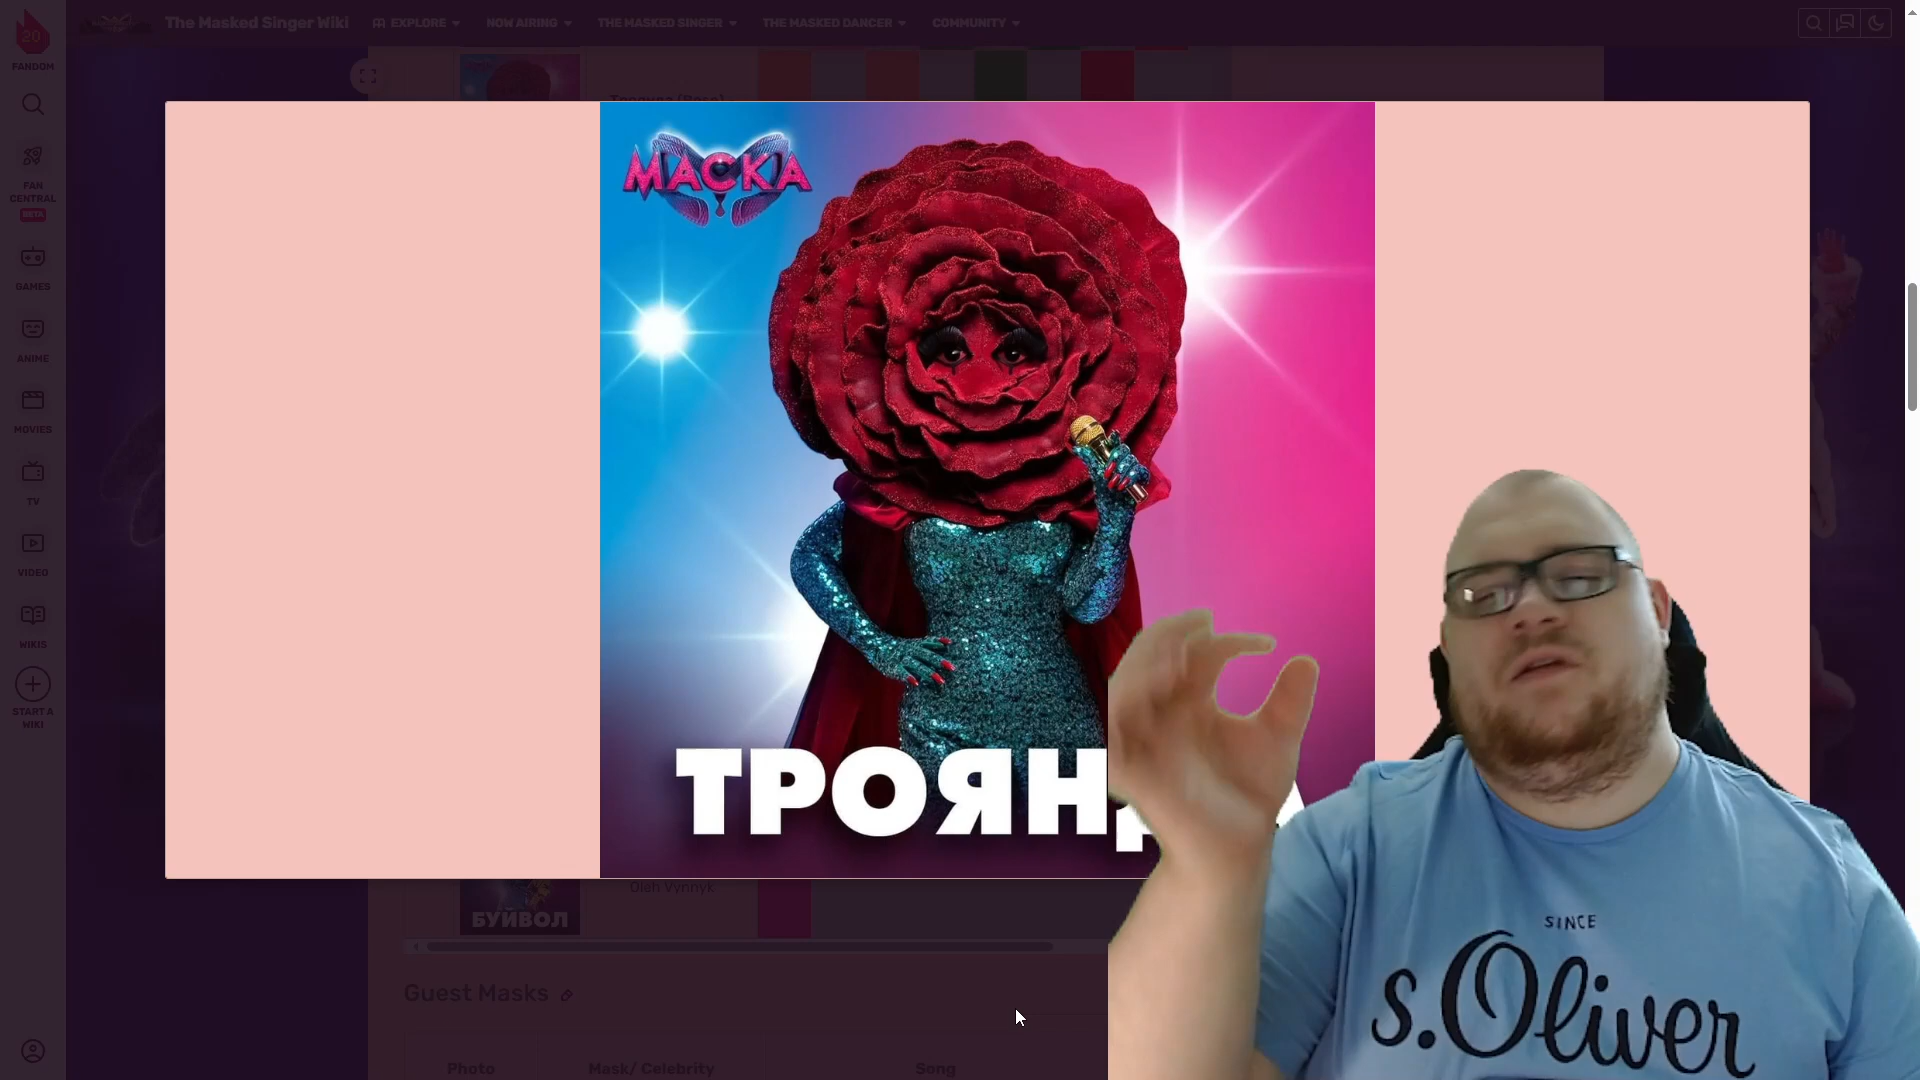 20
FANDOM
FAN
CENTRAL
BETA
GAMES
ANIME
MOVIES
TV
VIDEO
WIKIS
START A
WIKI
The Masked Singer Wiki
EXPLORE
NOW AIRING
THE MASKED SINGER
THE MASKED DANCER
COMMUNITY
МАСКА
ТРОЯН
Oleh Vynnyk
БУЙВОЛ
Guest Masks
Photo
Mask/ Celebrity
Song
SINCE
s.Oliver